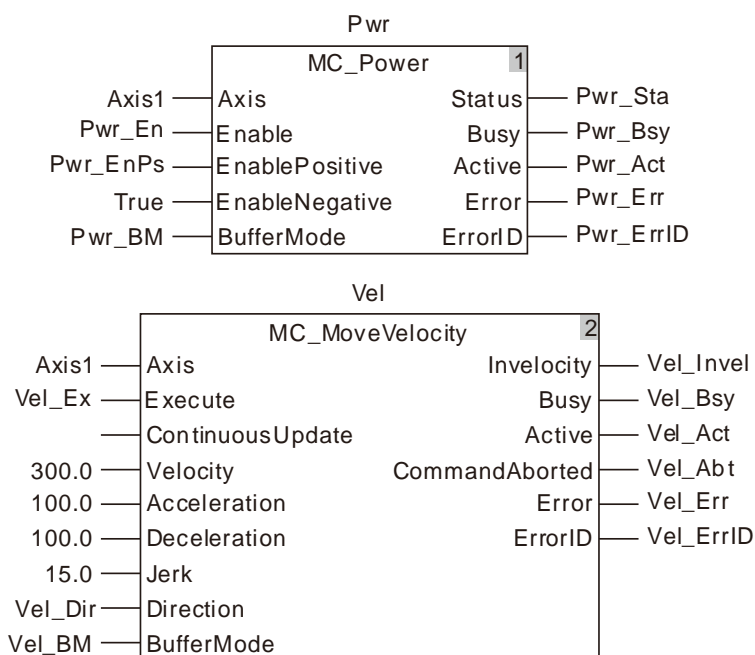 Pwr
MC_Power 1
Axis1 Axis Status Pwr_Sta
Pwr_En Enable Busy Pwr_Bsy
Pwr_EnPs EnablePositive Active Pwr_Act
True EnableNegative Error Pwr_Err
Pwr_BM BufferMode ErrorID Pwr_ErrID
Vel
MC_MoveVelocity 2
Axis1 Axis Invelocity Vel_Invel
Vel_Ex Execute Busy Vel_Bsy
ContinuousUpdate Active Vel_Act
300.0 Velocity CommandAborted Vel_Abt
100.0 Acceleration Error Vel_Err
100.0 Deceleration ErrorID Vel_ErrID
15.0 Jerk
Vel_Dir Direction
Vel_BM BufferMode